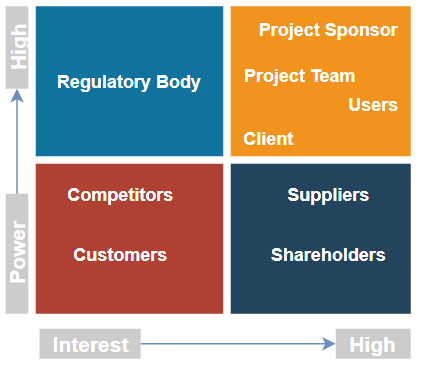 High
Power
Regulatory Body
Project Sponsor
Project Team
Users
Client
Competitors
Customers
Suppliers
Shareholders
Interest
High